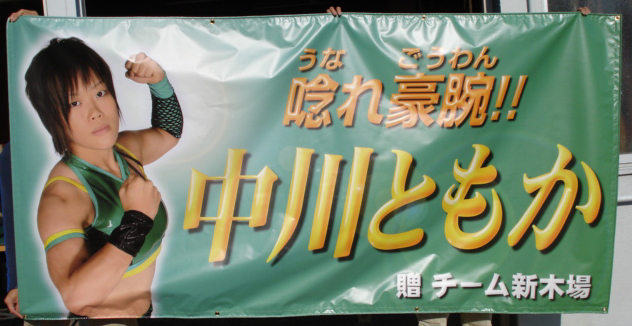 うな ごうわん
唸れ豪腕!!
中川ともか
贈 チーム新木場